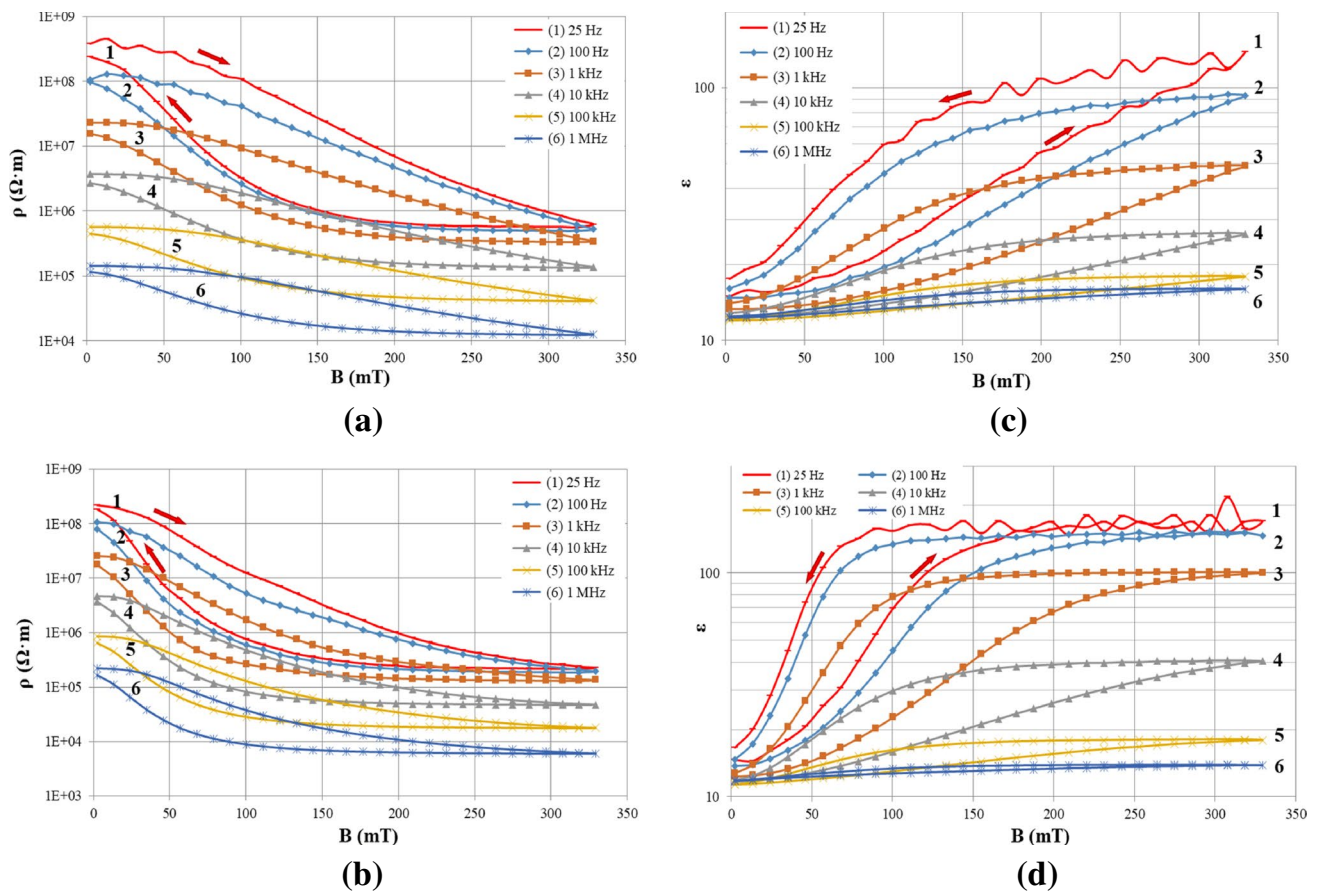 1E+09
1E+08
1E+07
1E+06
1E+05
1E+04
ρ (Ω·m)
0 50 100 150 200 250 300 350
B (mT)
(1) 25 Hz
(2) 100 Hz
(3) 1 kHz
(4) 10 kHz
(5) 100 kHz
(6) 1 MHz
1
2
3
4
5
6
(a)
100
10
ε
0 50 100 150 200 250 300 350
B (mT)
(1) 25 Hz
(2) 100 Hz
(3) 1 kHz
(4) 10 kHz
(5) 100 kHz
(6) 1 MHz
1
2
3
4
5
6
(c)
1E+09
1E+08
1E+07
1E+06
1E+05
1E+04
1E+03
ρ (Ω·m)
0 50 100 150 200 250 300 350
B (mT)
(1) 25 Hz
(2) 100 Hz
(3) 1 kHz
(4) 10 kHz
(5) 100 kHz
(6) 1 MHz
1
2
3
4
5
6
(b)
(1) 25 Hz (2) 100 Hz
(3) 1 kHz (4) 10 kHz
(5) 100 kHz (6) 1 MHz
100
10
ε
0 50 100 150 200 250 300 350
B (mT)
1
2
3
4
5
6
(d)